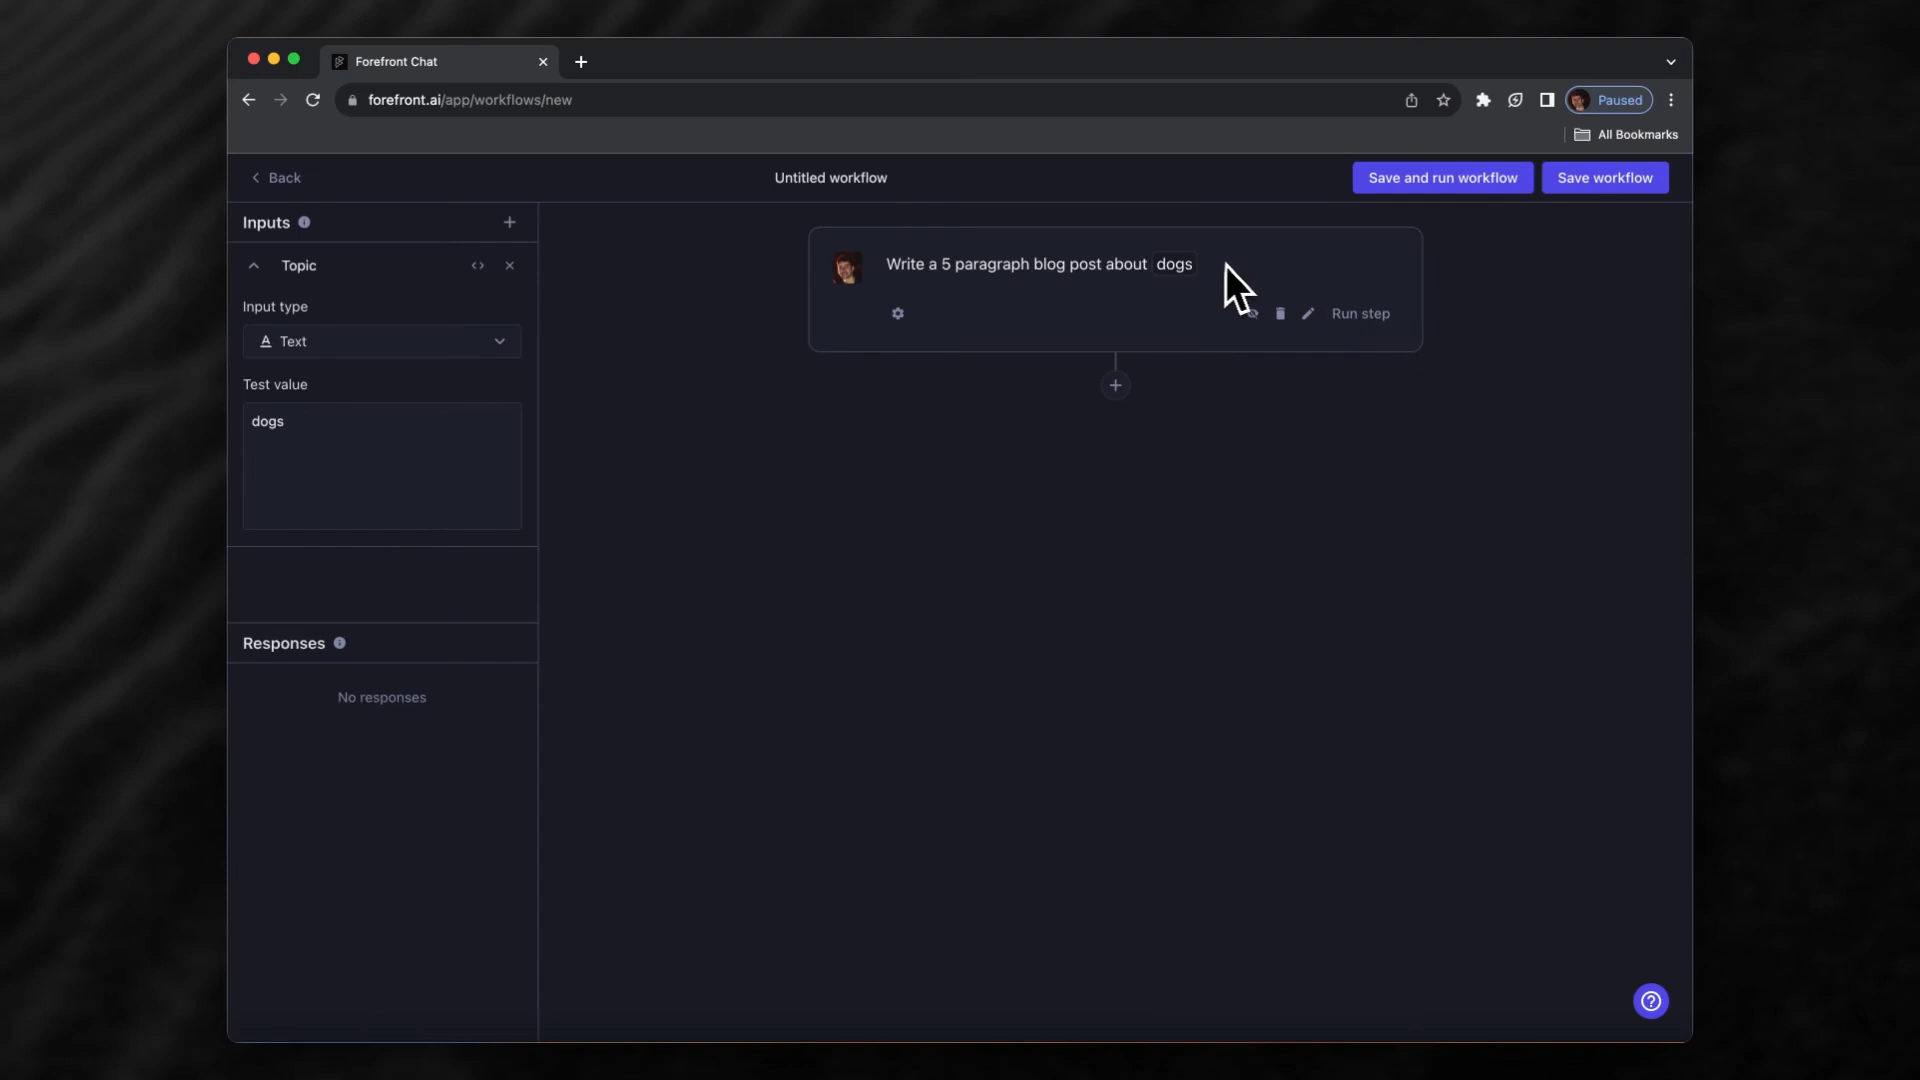 Forefront Chat
forefront.ai/app/workflows/new
Paused
All Bookmarks
Back
Untitled workflow
Save and run workflow
Save workflow
Inputs
Topic
Input type
Text
Test value
dogs
Responses
No responses
Write a 5 paragraph blog post about dogs
Run step